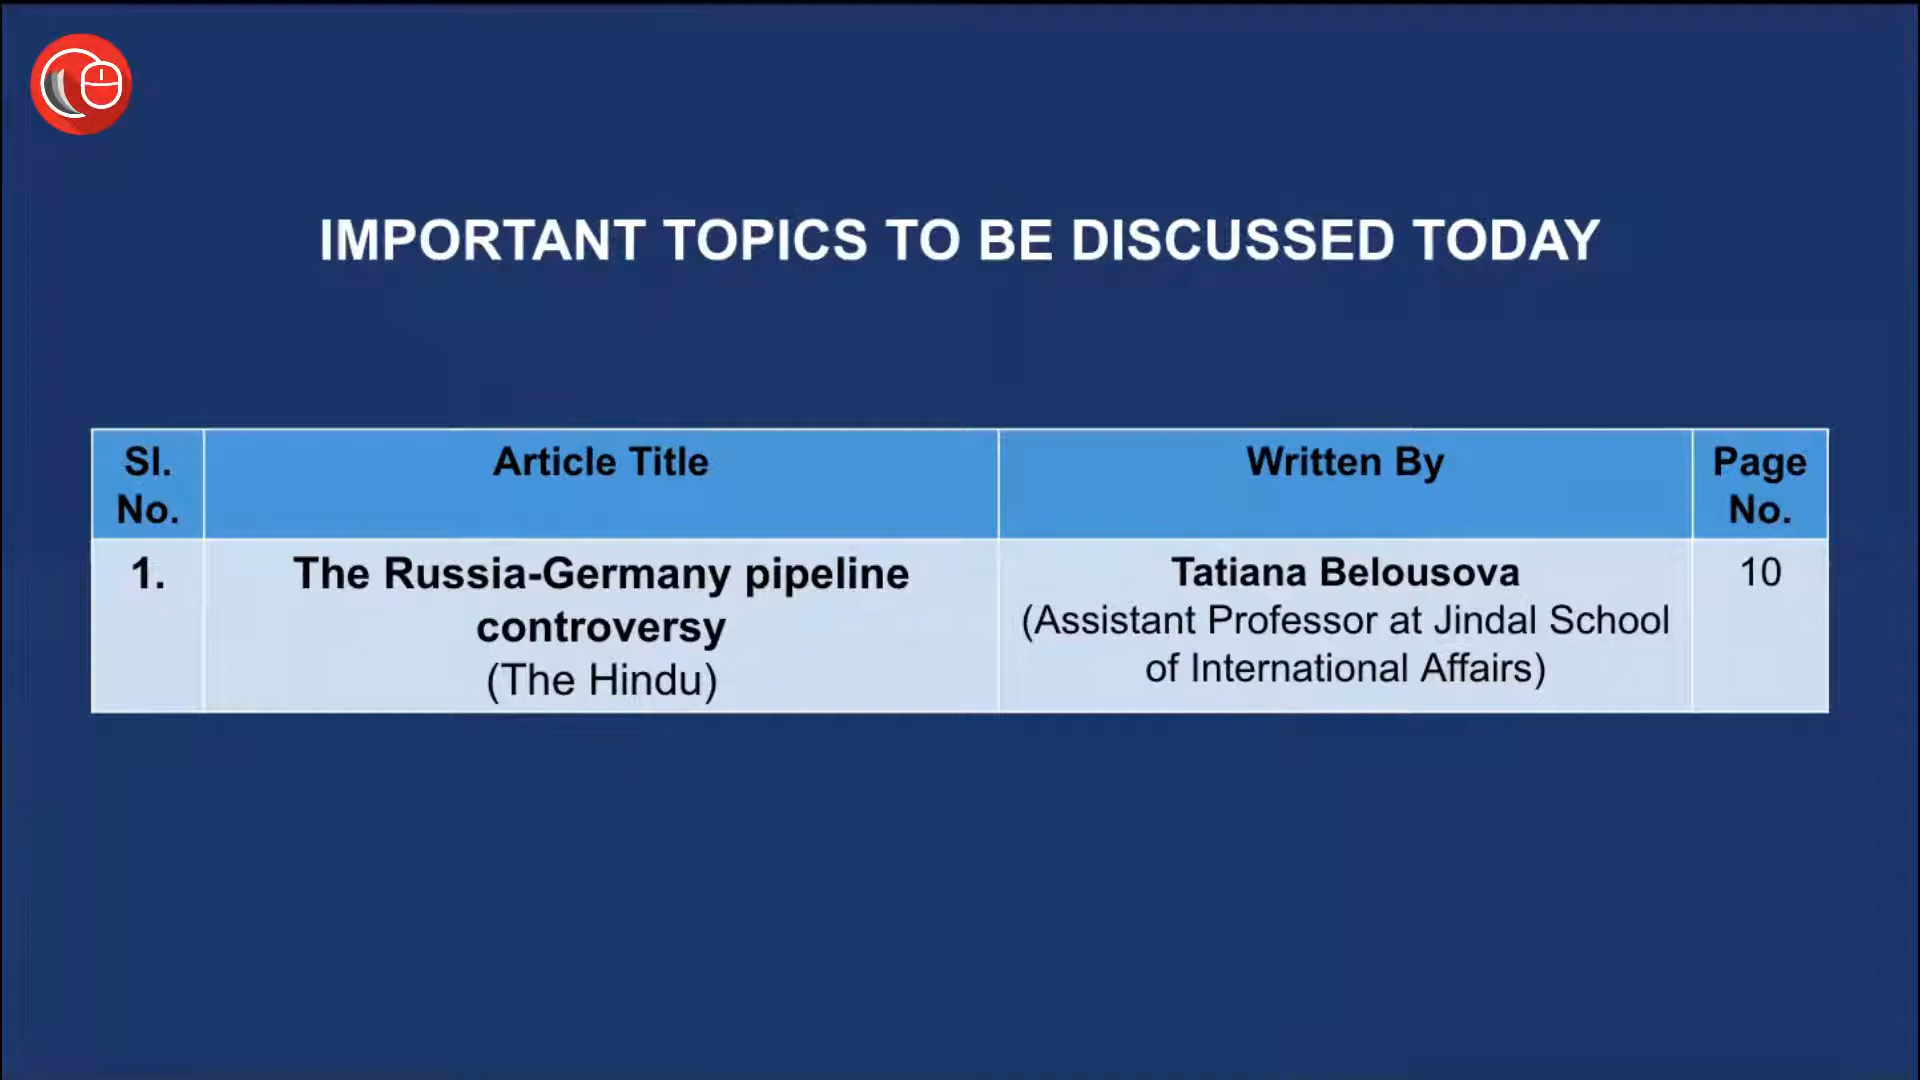 IMPORTANT TOPICS TO BE DISCUSSED TODAY
Sl.
No.
Article Title
Written By
Page
No.
1.
The Russia-Germany pipeline
controversy
(The Hindu)
Tatiana Belousova
(Assistant Professor at Jindal School
of International Affairs)
10